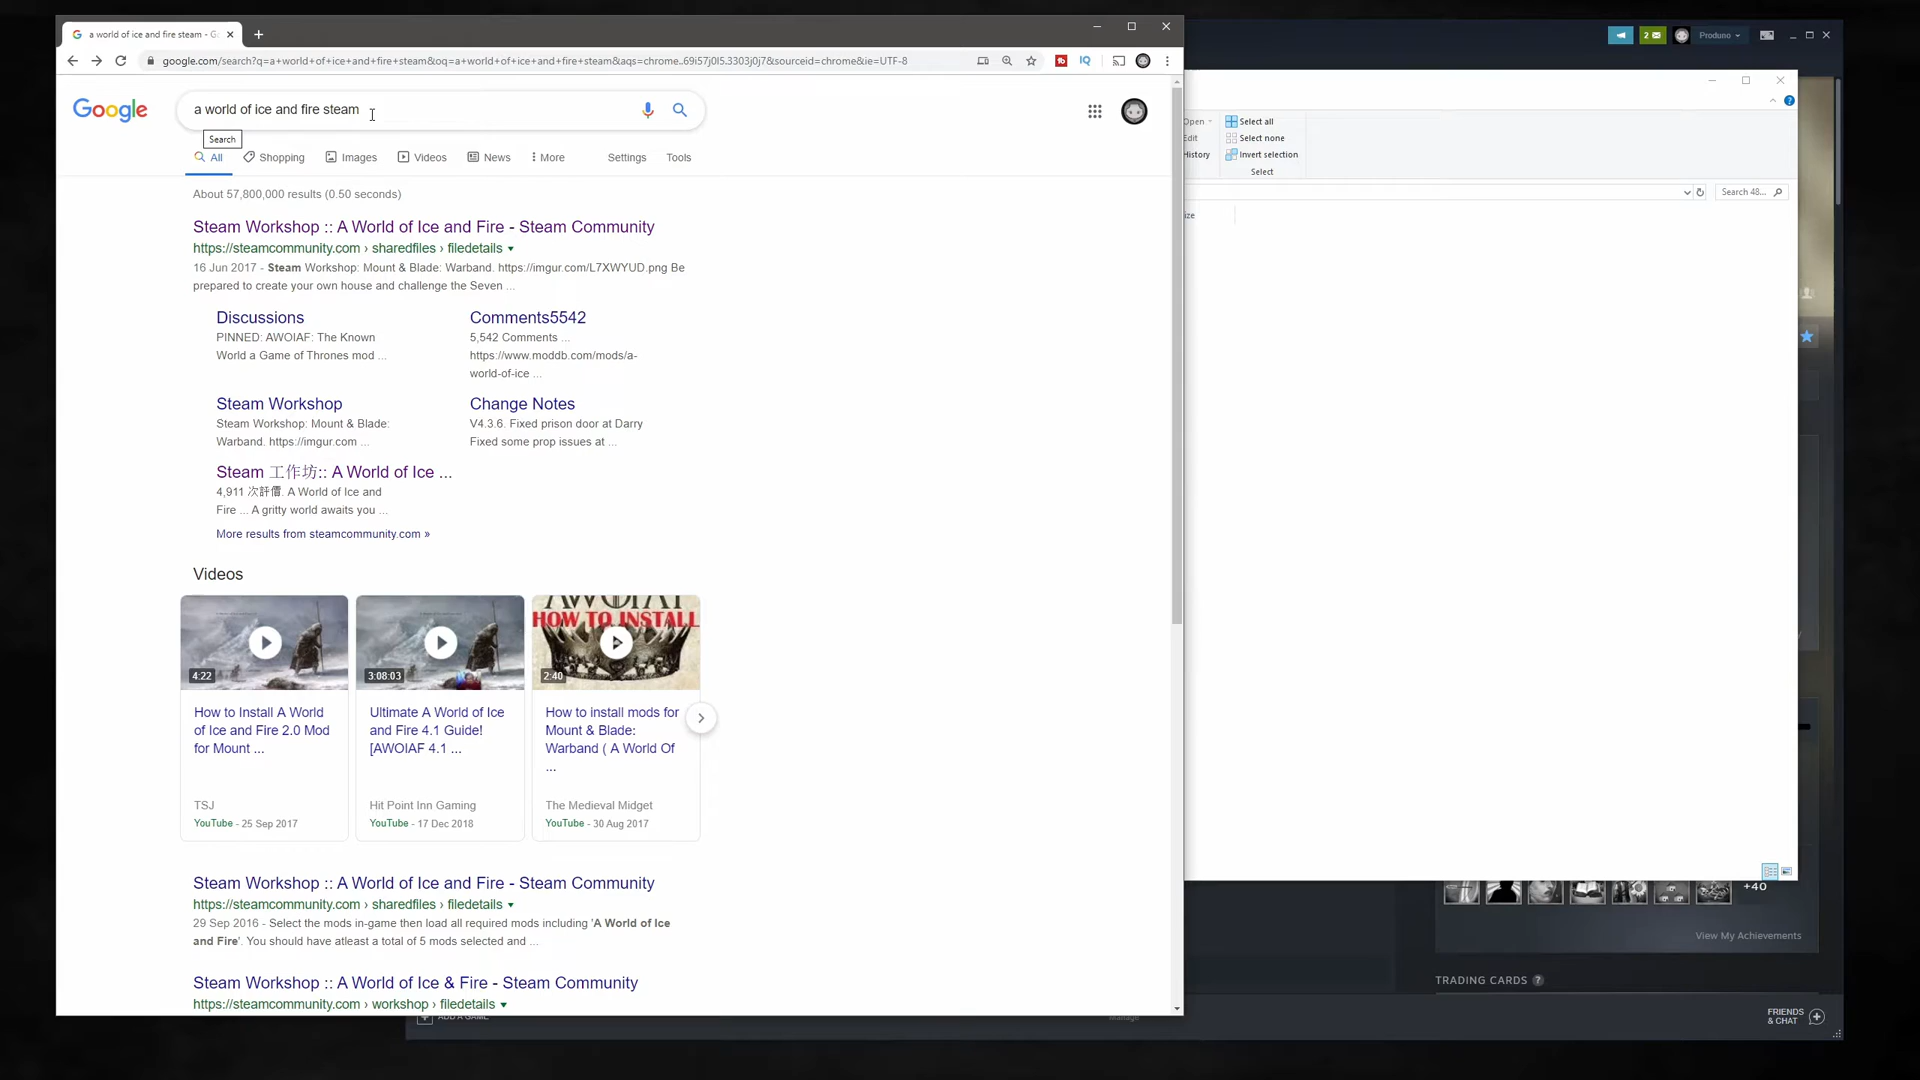 a world of ice and fire steam - G
google.com/search?q=a+world+of+ice+and+fire+steam&oq=a+world+of+ice+and+fire+steam&aqs=chrome..69i57j0l5.3303j0j7&sourceid=chrome&ie=UTF-8
Google
a world of ice and fire steam
Search
All
Shopping
Images
Videos
News
More
Settings
Tools
About 57,800,000 results (0.50 seconds)
Steam Workshop :: A World of Ice and Fire - Steam Community
https://steamcommunity.com › sharedfiles › filedetails
16 Jun 2017 - Steam Workshop: Mount & Blade: Warband. https://imgur.com/L7XWYUD.png Be
prepared to create your own house and challenge the Seven ...
Discussions
PINNED: AWOIAF: The Known
World a Game of Thrones mod ...
Comments5542
5,542 Comments ...
https://www.moddb.com/mods/a-
world-of-ice ...
Steam Workshop
Steam Workshop: Mount & Blade:
Warband. https://imgur.com ...
Change Notes
V4.3.6. Fixed prison door at Darry
Fixed some prop issues at ...
Steam 工作坊:: A World of Ice ...
4,911 次評價. A World of Ice and
Fire ... A gritty world awaits you ...
More results from steamcommunity.com »
Videos
4:22
How to Install A World
of Ice and Fire 2.0 Mod
for Mount ...
TSJ
YouTube - 25 Sep 2017
3:08:03
Ultimate A World of Ice
and Fire 4.1 Guide!
[AWOIAF 4.1 ...
Hit Point Inn Gaming
YouTube - 17 Dec 2018
AWOIAF
HOW TO INSTALL
2:40
How to install mods for
Mount & Blade:
Warband ( A World Of
...
The Medieval Midget
YouTube - 30 Aug 2017
Steam Workshop :: A World of Ice and Fire - Steam Community
https://steamcommunity.com › sharedfiles › filedetails
29 Sep 2016 - Select the mods in-game then load all required mods including 'A World of Ice
and Fire'. You should have atleast a total of 5 mods selected and ...
Steam Workshop :: A World of Ice & Fire - Steam Community
https://steamcommunity.com › workshop › filedetails
2
Produno
Open
Edit
History
Select all
Select none
Invert selection
Select
Search 48...
ize
+40
View My Achievements
TRADING CARDS
ADD A GAME
Manage
FRIENDS
& CHAT